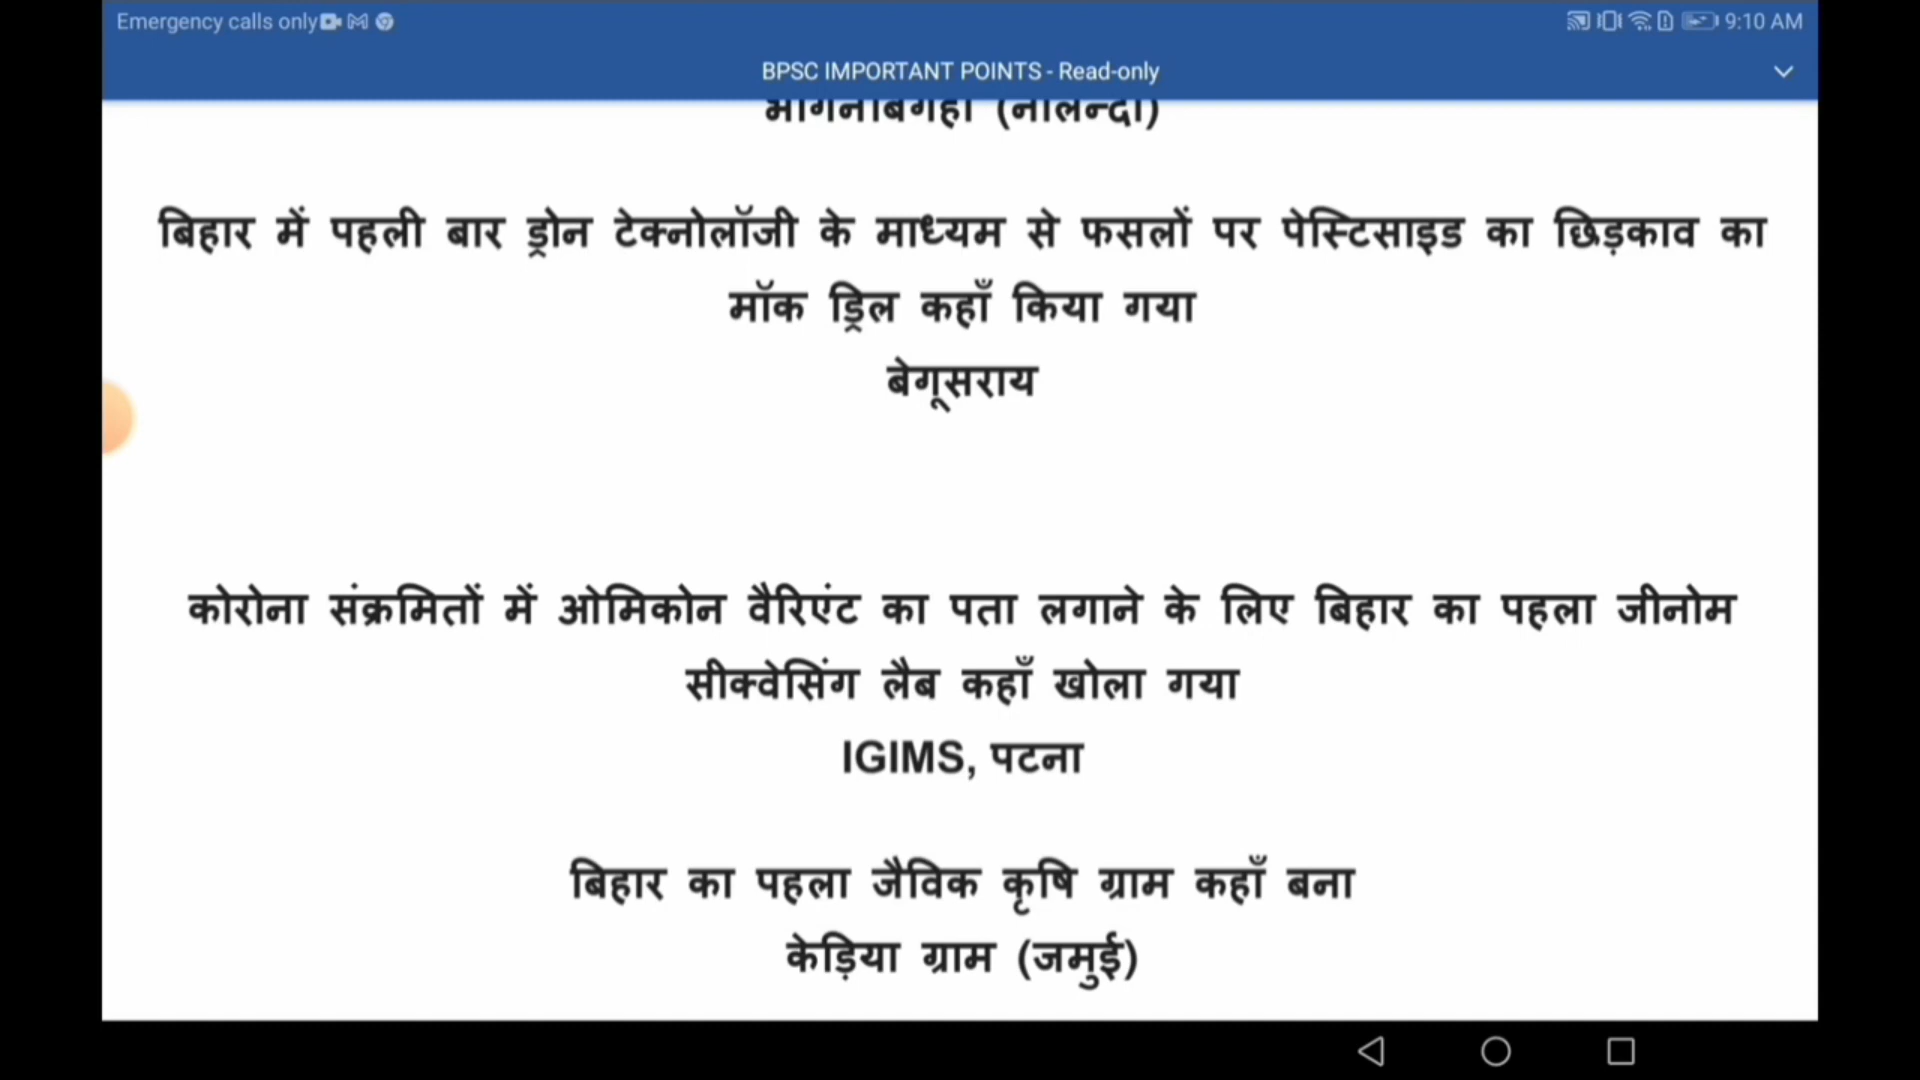 Emergency calls only
9:10 AM
BPSC IMPORTANT POINTS - Read-only
(नालन्दा)
बिहार में पहली बार ड्रोन टेक्नोलॉजी के माध्यम से फसलों पर पेस्टिसाइड का छिड़काव का
मॉक ड्रिल कहाँ किया गया
बेगूसराय
कोरोना संक्रमितों में ओमिकोन वैरिएंट का पता लगाने के लिए बिहार का पहला जीनोम
सीक्वेसिंग लैब कहाँ खोला गया
IGIMS, पटना
बिहार का पहला जैविक कृषि ग्राम कहाँ बना
केड़िया ग्राम (जमुई)